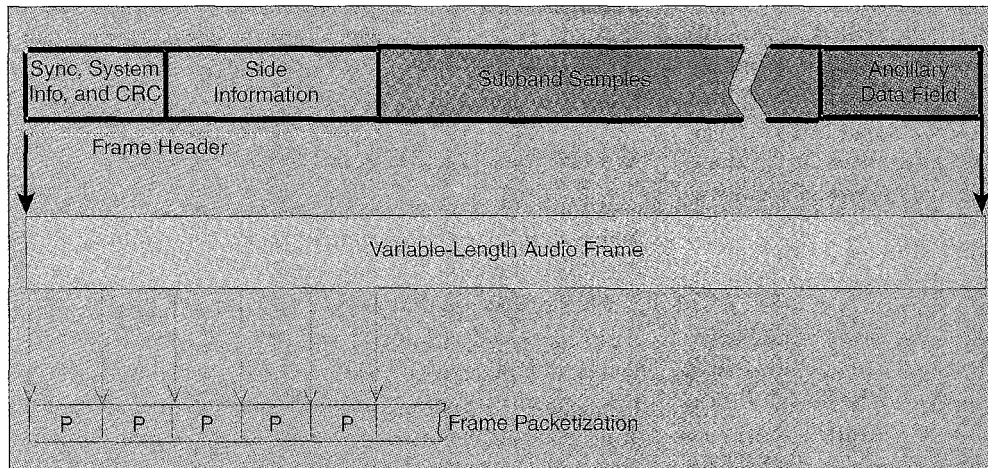 Sync, System
Info, and CRC
Side
Information
Subband Samples
Ancillary
Data Field
Frame Header
Variable-Length Audio Frame
P P P P P
Frame Packetization